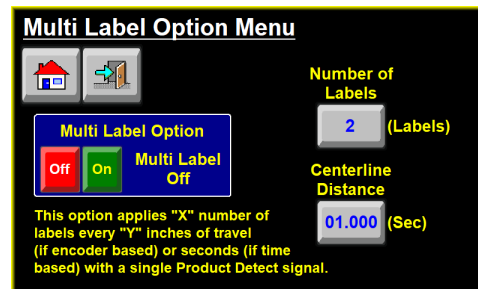 Multi Label Option Menu
Number of
Labels
2 (Labels)
Multi Label Option
Off On Multi Label
Off
Centerline
Distance
01.000 (Sec)
This option applies "X" number of
labels every "Y" inches of travel
(if encoder based) or seconds (if time
based) with a single Product Detect signal.